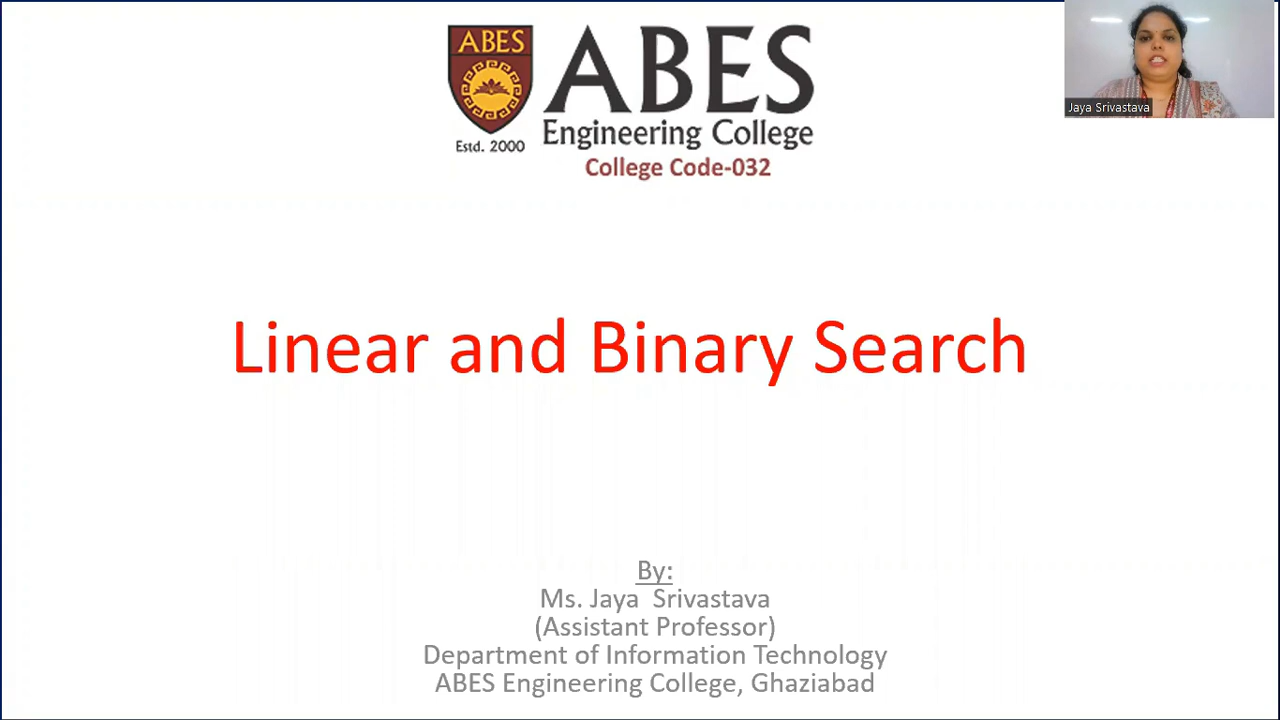 ABES
Estd. 2000
ABES
Engineering College
College Code-032
Jaya Srivastava
Linear and Binary Search
By:
Ms. Jaya Srivastava
(Assistant Professor)
Department of Information Technology
ABES Engineering College, Ghaziabad